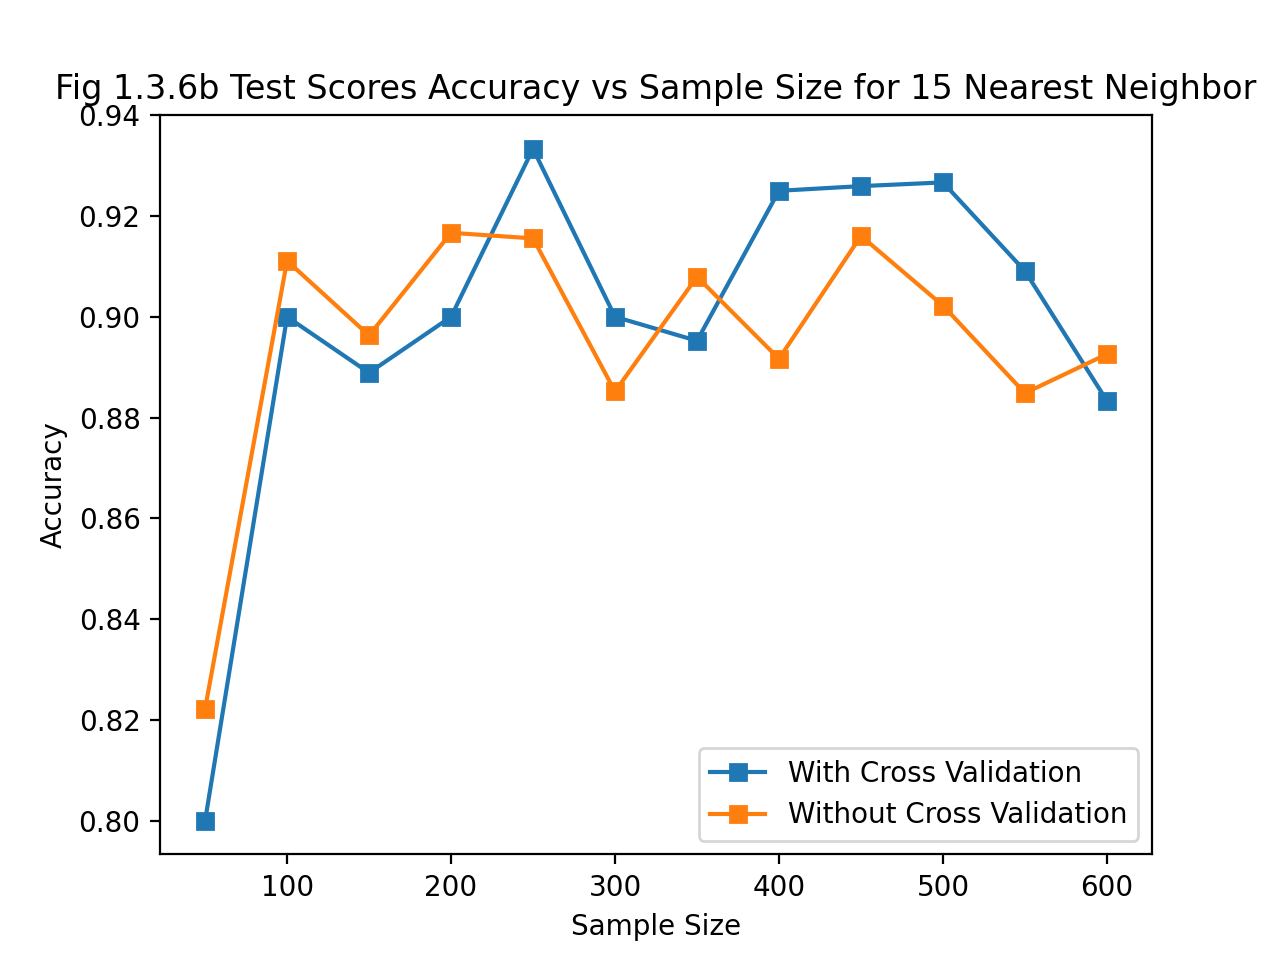 Fig 1.3.6b Test Scores Accuracy vs Sample Size for 15 Nearest Neighbor
0.94
0.92
0.90
0.88
0.86
0.84
0.82
0.80
Accuracy
With Cross Validation
Without Cross Validation
100 200 300 400 500 600
Sample Size